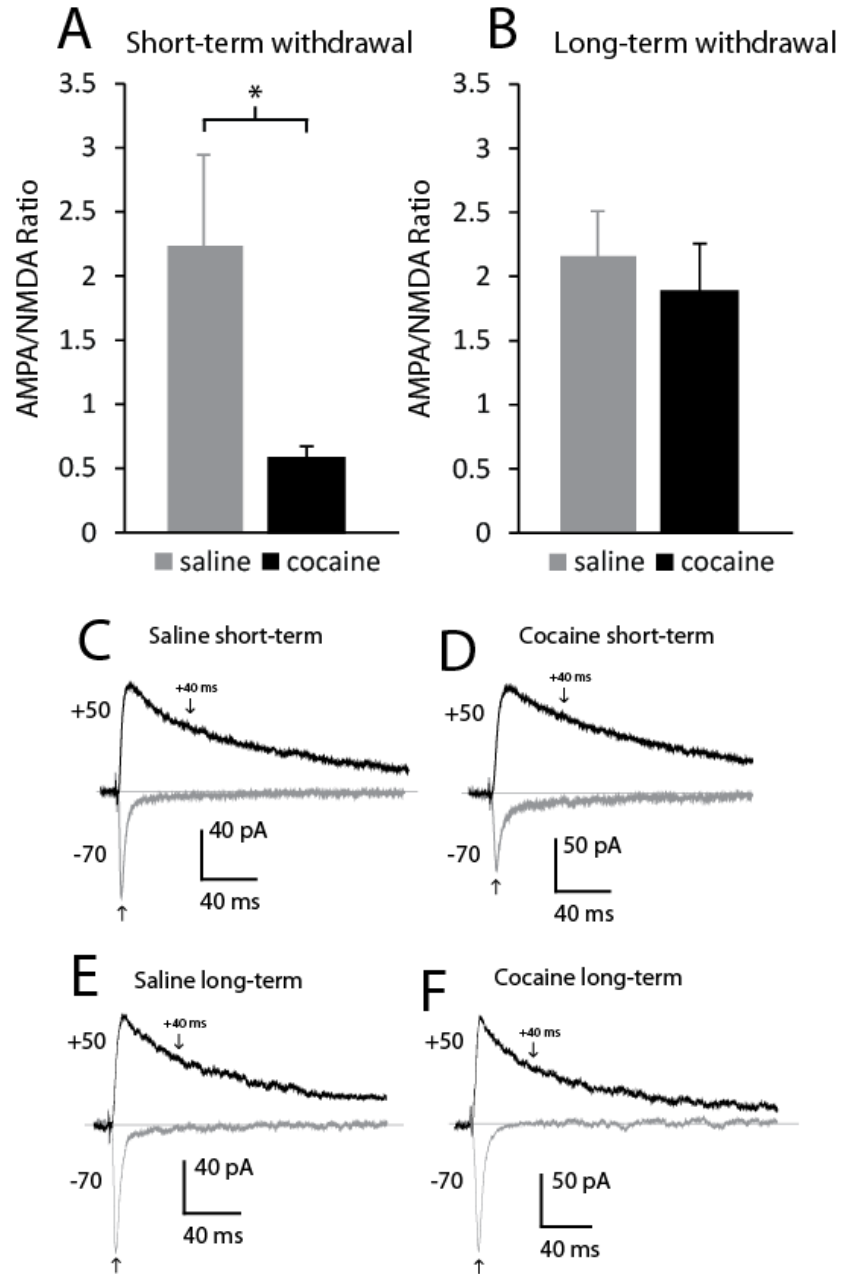 A Short-term withdrawal
3.5
3
2.5
2
1.5
1
0.5
0
AMPA/NMDA Ratio
*
saline cocaine
B Long-term withdrawal
3.5
3
2.5
2
1.5
1
0.5
0
AMPA/NMDA Ratio
saline cocaine
C Saline short-term
+40 ms
+50
-70
40 pA
40 ms
D Cocaine short-term
+40 ms
+50
-70
50 pA
40 ms
E Saline long-term
+40 ms
+50
-70
40 pA
40 ms
F Cocaine long-term
+40 ms
+50
-70
50 pA
40 ms